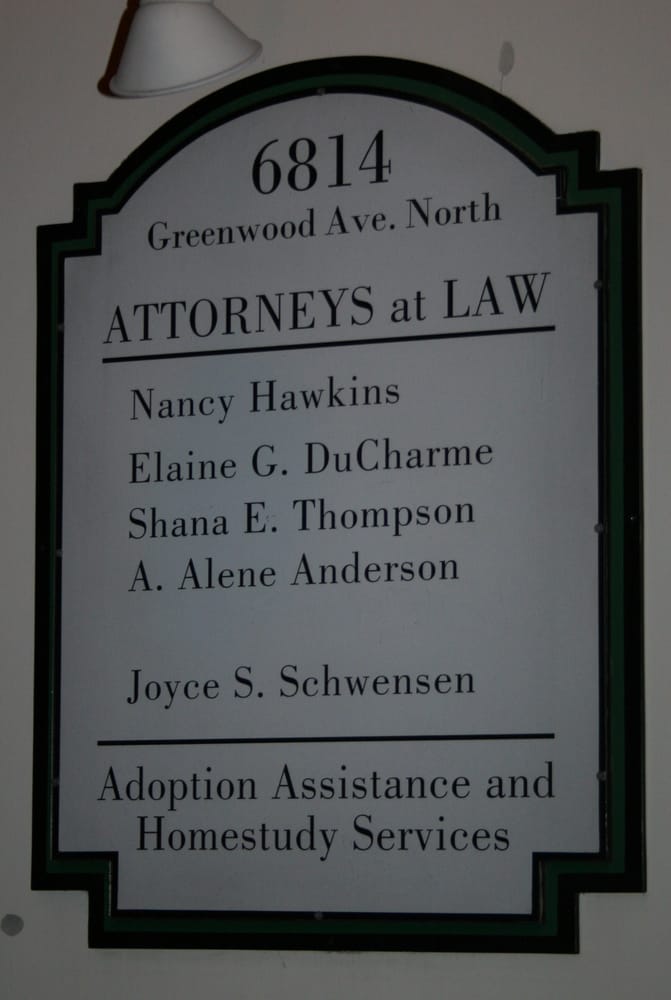 6814
Greenwood Ave. North
ATTORNEYS at LAW
Nancy Hawkins
Elaine G. DuCharme
Shana E. Thompson
A. Alene Anderson
Joyce S. Schwensen
Adoption Assistance and
Homestudy Services